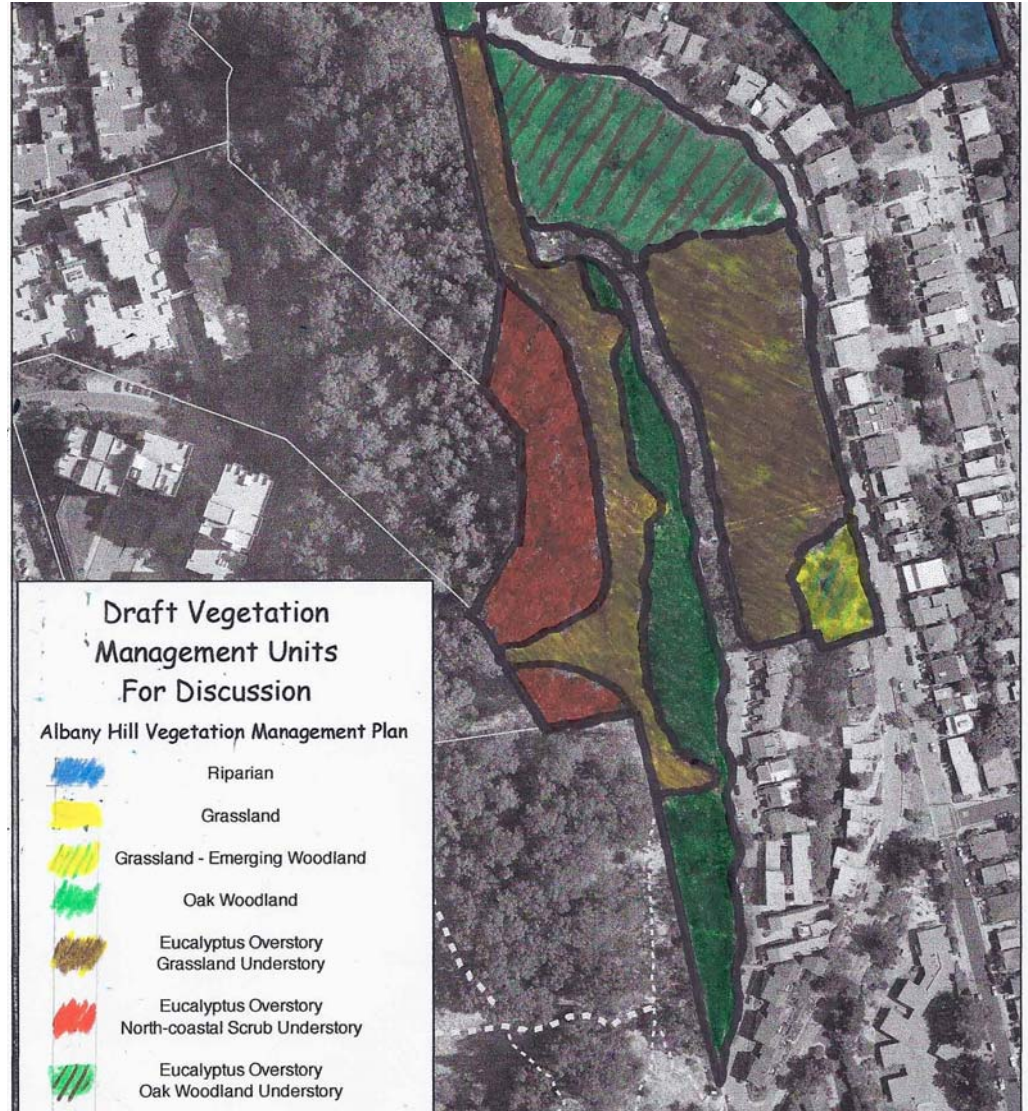 Draft Vegetation
Management Units
For Discussion
Albany Hill Vegetation Management Plan
Riparian
Grassland
Grassland - Emerging Woodland
Oak Woodland
Eucalyptus Overstory
Grassland Understory
Eucalyptus Overstory
North-coastal Scrub Understory
Eucalyptus Overstory
Oak Woodland Understory